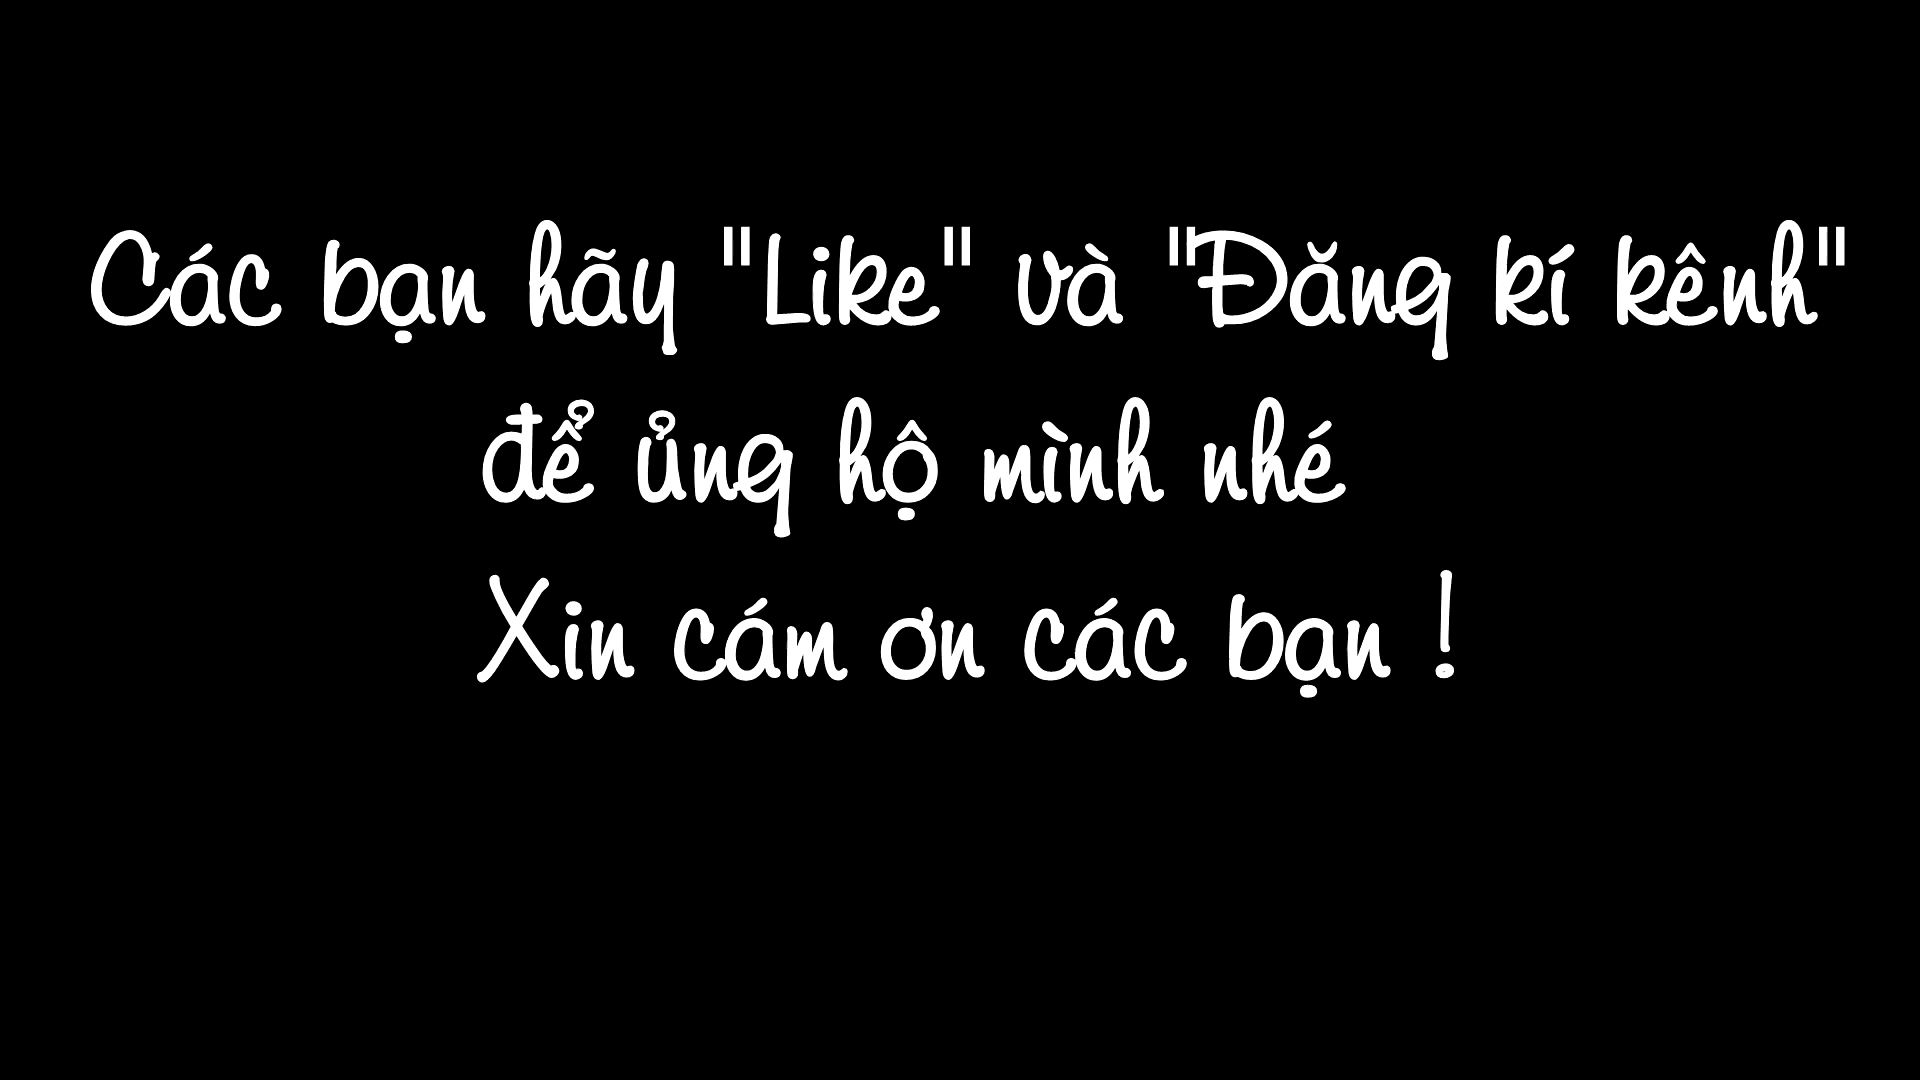 Các bạn hãy "Like" và "Đăng kí kênh"
để ủng hộ mình nhé
Xin cám ơn các bạn !